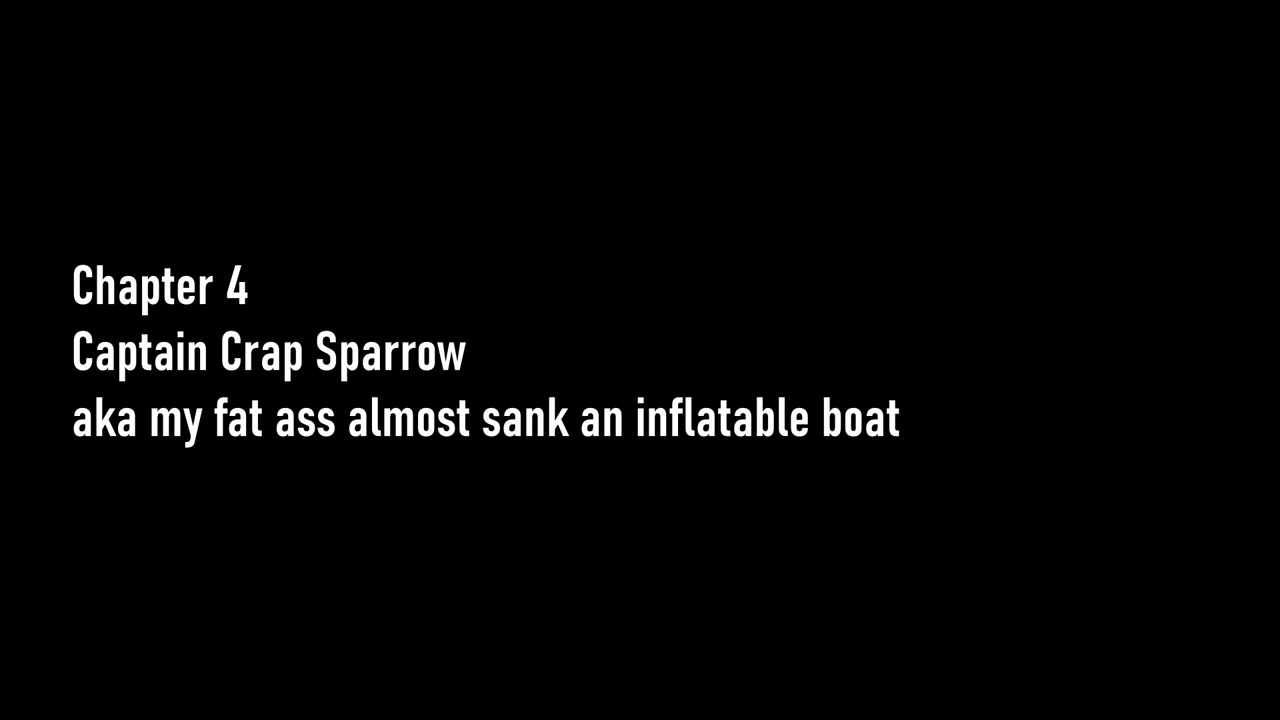 Chapter 4
Captain Crap Sparrow
aka my fat ass almost sank an inflatable boat